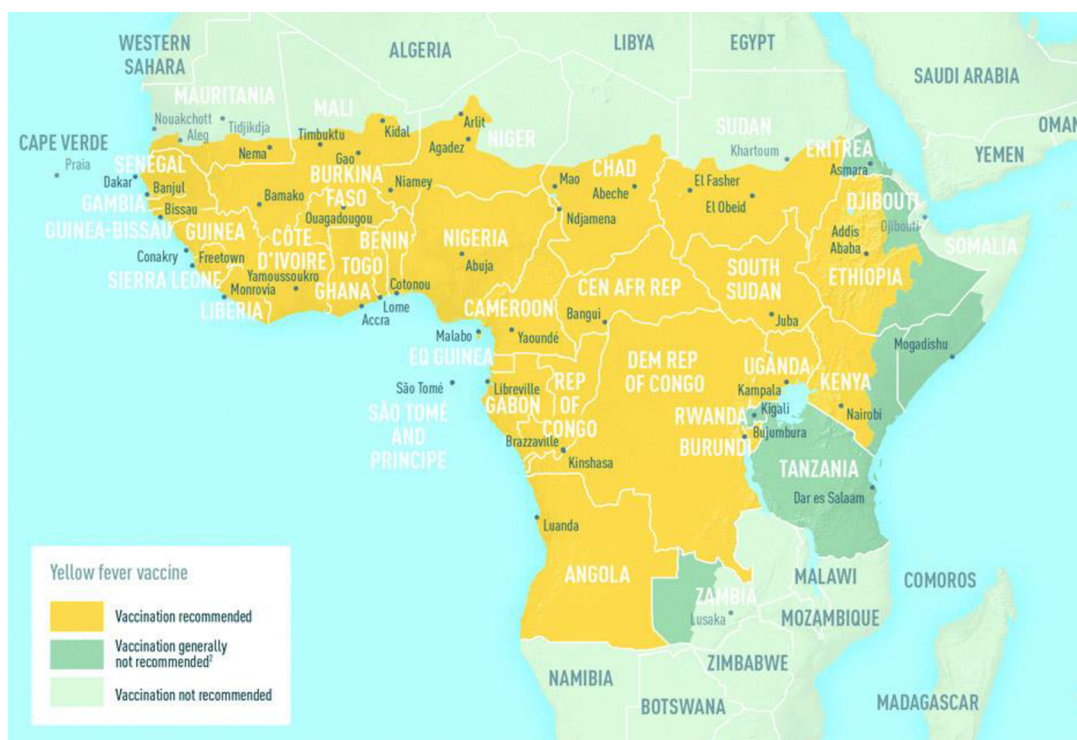 WESTERN
SAHARA
ALGERIA
LIBYA
EGYPT
SAUDI ARABIA
OMAN
YEMEN
MAURITANIA
Nouakchott
Aleg
Tidjikdja
Nema
MALI
Timbuktu
Kidal
Gao
Arlit
Agadez
NIGER
CHAD
SUDAN
Khartoum
ERITREA
Asmara
CAPE VERDE
Praia
SENEGAL
Dakar
Banjul
GAMBIA
Bissau
GUINEA-BISSAU
GUINEA
Bamako
BURKINA
FASO
Ouagadougou
Niamey
Mao
Abeche
Ndjamena
El Fasher
El Obeid
DJIBOUTI
Djibouti
Addis
Ababa
SOMALIA
ETHIOPIA
Conakry
Freetown
SIERRA LEONE
CÔTE
D'IVOIRE
Yamoussoukro
Monrovia
LIBERIA
BÉNIN
TOGO
GHANA
Cotonou
Lome
Accra
NIGERIA
Abuja
CAMEROON
Yaoundé
CEN AFR REP
Bangui
SOUTH
SUDAN
Juba
Mogadishu
Malabo
EQ GUINEA
São Tomé
SÃO TOMÉ
AND
PRINCIPE
Libreville
GABON
REP
OF
CONGO
Brazzaville
Kinshasa
DEM REP
OF CONGO
UGANDA
Kampala
KENYA
Nairobi
RWANDA
Kigali
BURUNDI
Bujumbura
TANZANIA
Dar es Salaam
Luanda
ANGOLA
ZAMBIA
Lusaka
MALAWI
MOZAMBIQUE
COMOROS
NAMIBIA
BOTSWANA
ZIMBABWE
MADAGASCAR
Yellow fever vaccine
Vaccination recommended
Vaccination generally
not recommended²
Vaccination not recommended